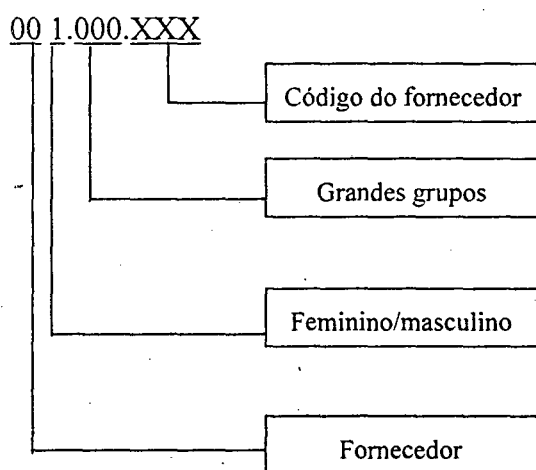 00 1.000.XXX
Código do fornecedor
Grandes grupos
Feminino/masculino
Fornecedor